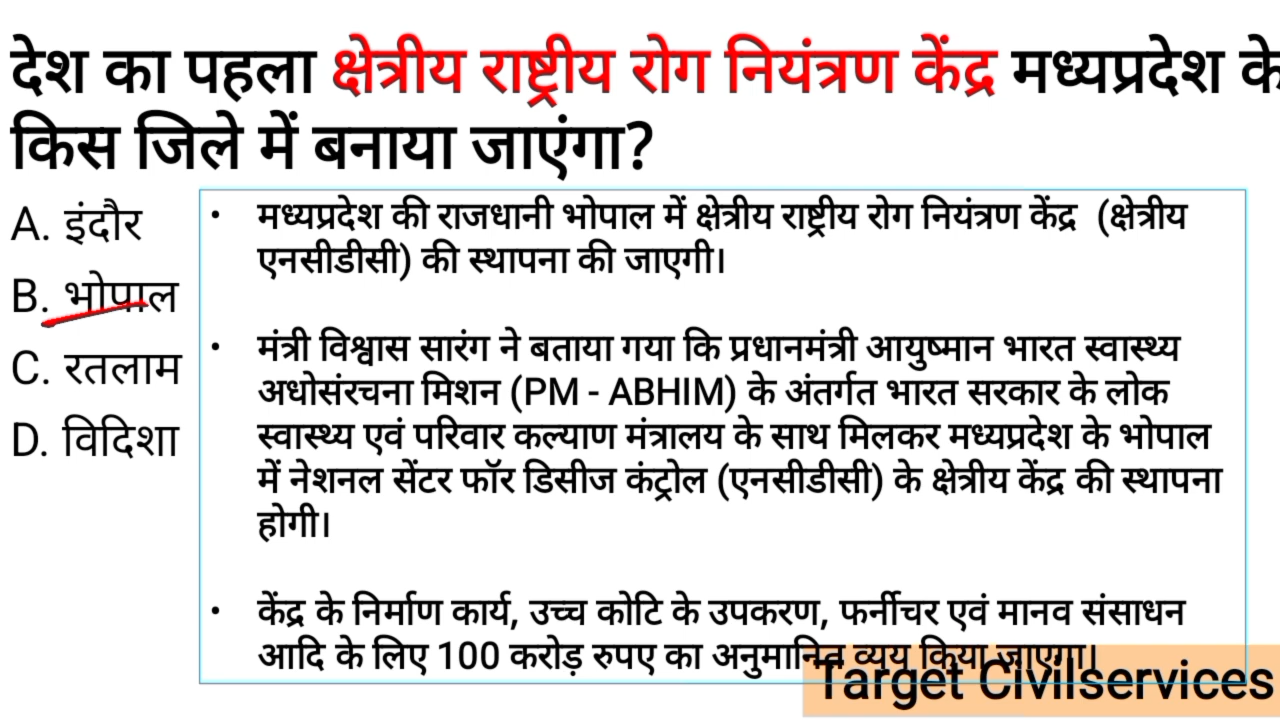 देश का पहला क्षेत्रीय राष्ट्रीय रोग नियंत्रण केंद्र मध्यप्रदेश के
किस जिले में बनाया जाएंगा?
A. इंदौर
B. भोपाल
C. रतलाम
D. विदिशा
• मध्यप्रदेश की राजधानी भोपाल में क्षेत्रीय राष्ट्रीय रोग नियंत्रण केंद्र (क्षेत्रीय
एनसीडीसी) की स्थापना की जाएगी।
• मंत्री विश्वास सारंग ने बताया गया कि प्रधानमंत्री आयुष्मान भारत स्वास्थ्य
अधोसंरचना मिशन (PM - ABHIM) के अंतर्गत भारत सरकार के लोक
स्वास्थ्य एवं परिवार कल्याण मंत्रालय के साथ मिलकर मध्यप्रदेश के भोपाल
में नेशनल सेंटर फॉर डिसीज कंट्रोल (एनसीडीसी) के क्षेत्रीय केंद्र की स्थापना
होगी।
• केंद्र के निर्माण कार्य, उच्च कोटि के उपकरण, फर्नीचर एवं मानव संसाधन
आदि के लिए 100 करोड़ रुपए का अनुमानित व्यय किया जाएगा।
Target Civilservices